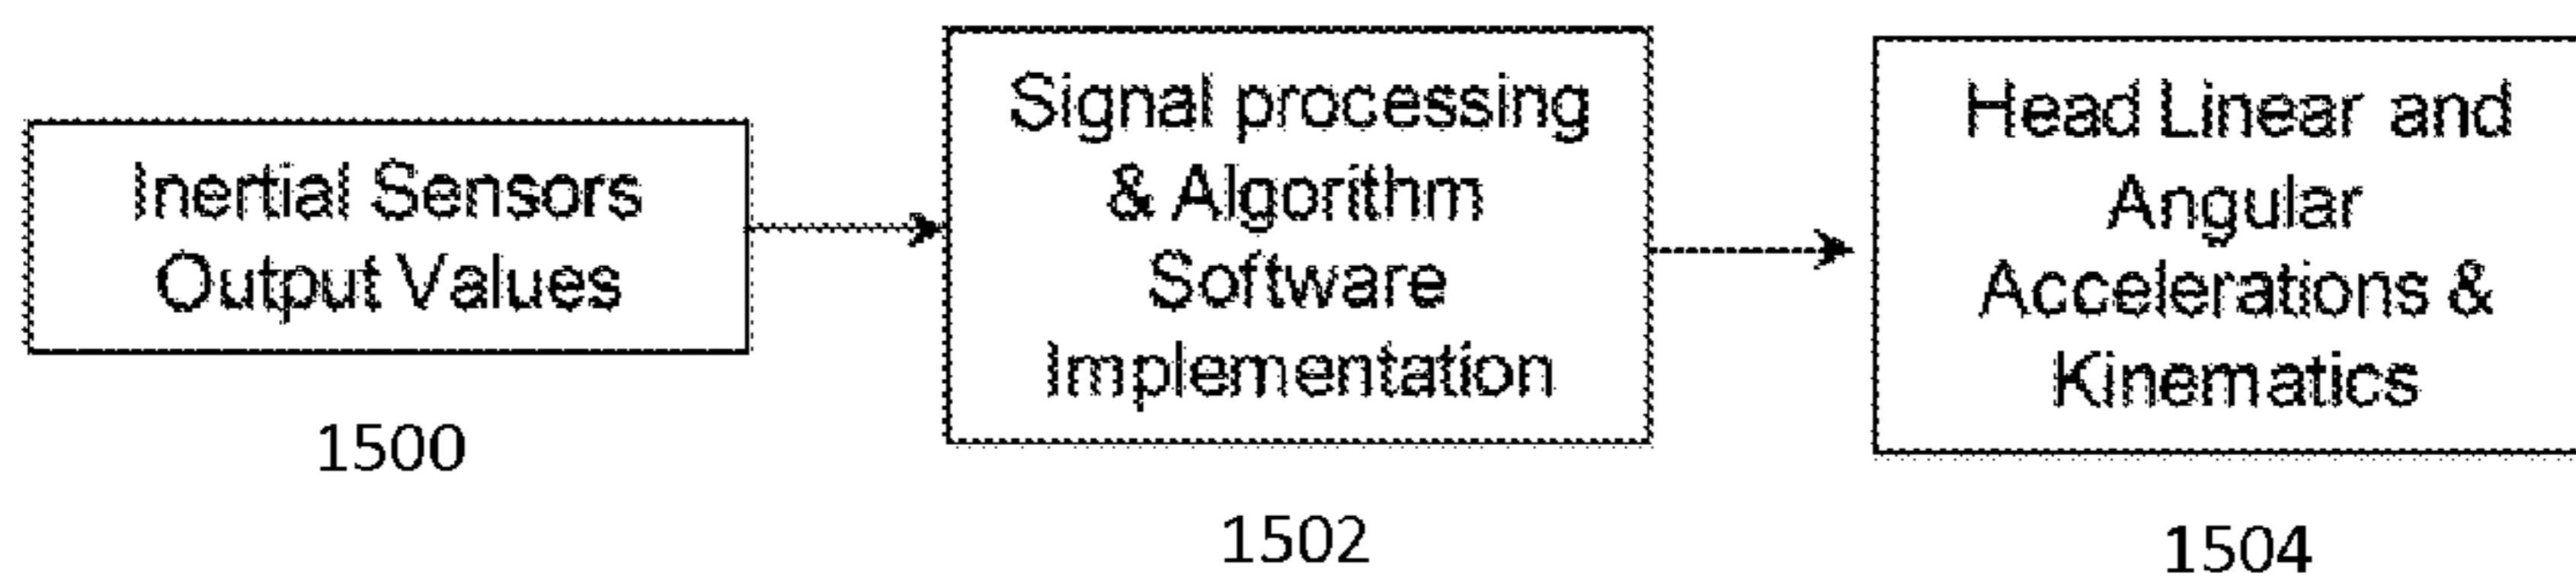 Inertial Sensors
Output Values
1500
Signal processing
& Algorithm
Software
Implementation
1502
Head Linear and
Angular
Accelerations &
Kinematics
1504